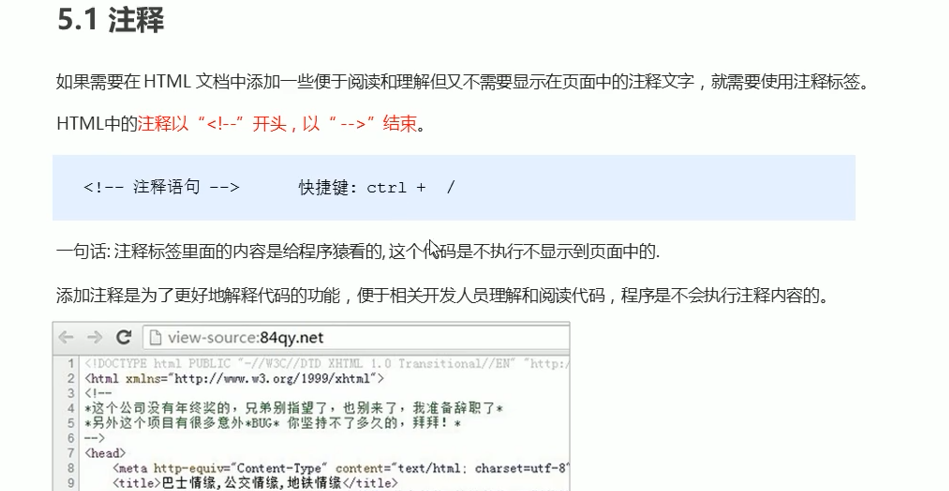 5.1 注释
如果需要在 HTML 文档中添加一些便于阅读和理解但又不需要显示在页面中的注释文字，就需要使用注释标签。
HTML中的注释以“<!--”开头，以“ -->”结束。
<!-- 注释语句 -->      快捷键: ctrl +  /
一句话: 注释标签里面的内容是给程序猿看的, 这个代码是不执行不显示到页面中的.
添加注释是为了更好地解释代码的功能，便于相关开发人员理解和阅读代码，程序是不会执行注释内容的。
view-source:84qy.net
1 <!DOCTYPE html PUBLIC "-//W3C//DTD XHTML 1.0 Transitional//EN" "http:/
2 <html xmlns="http://www.w3.org/1999/xhtml">
3 <!--
4 *这个公司没有年终奖的，兄弟别指望了，也别来了，我准备辞职了*
5 *另外这个项目有很多意外*BUG* 你坚持不了多久的，拜拜！*
6 -->
7 <head>
8 <meta http-equiv="Content-Type" content="text/html; charset=utf-8"
9 <title>巴士情缘,公交情缘,地铁情缘</title>